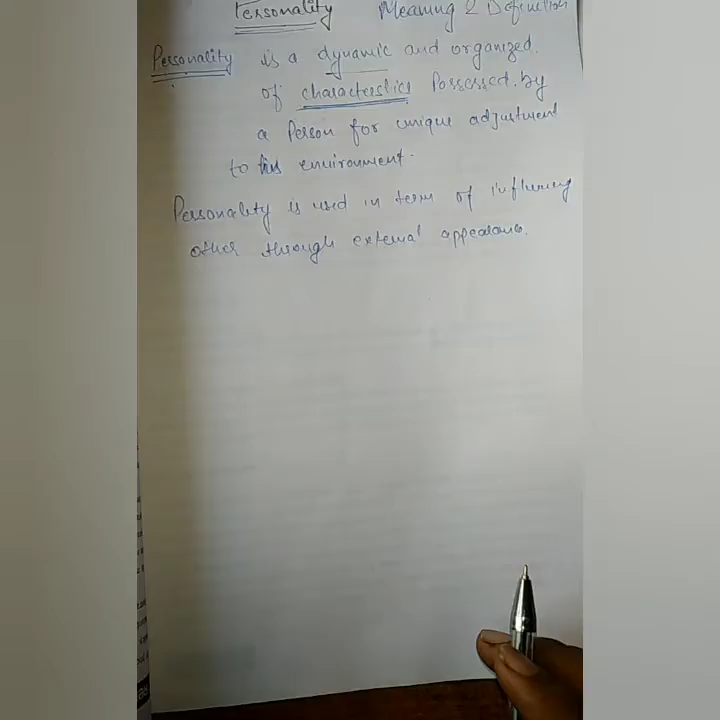 Personality Meaning & Definition
Personality is a dynamic and organized
of characterstics Possessed by
a Person for unique adjustment
to his environment.
Personality is used in term of influencing
other through external appearance.